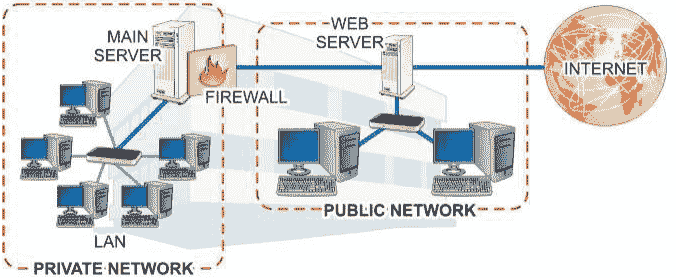 MAIN
SERVER
FIREWALL
LAN
PRIVATE NETWORK
WEB
SERVER
PUBLIC NETWORK
INTERNET